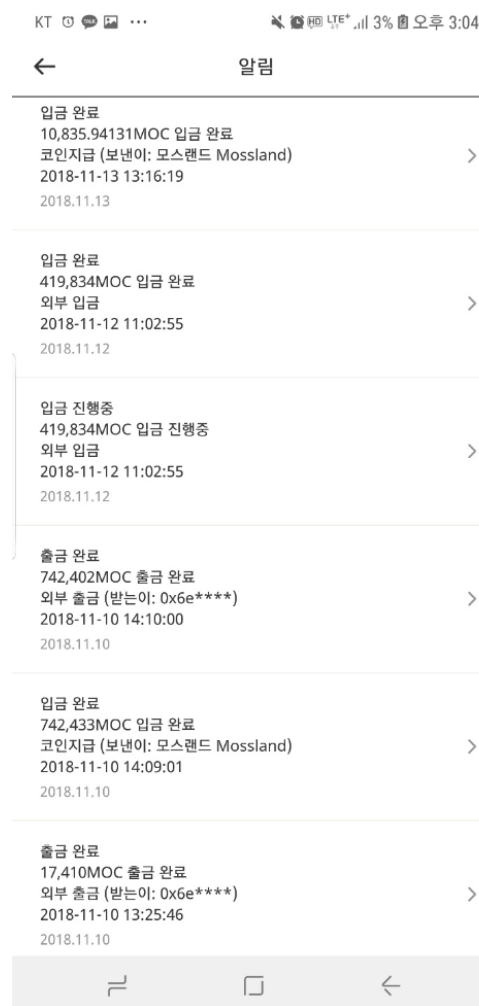 KT TALK ... HD LTE+ 3% 오후 3:04
알림
입금 완료
10,835.94131MOC 입금 완료
코인지급 (보낸이: 모스랜드 Mossland)
2018-11-13 13:16:19
2018.11.13
입금 완료
419,834MOC 입금 완료
외부 입금
2018-11-12 11:02:55
2018.11.12
입금 진행중
419,834MOC 입금 진행중
외부 입금
2018-11-12 11:02:55
2018.11.12
출금 완료
742,402MOC 출금 완료
외부 출금 (받는이: 0x6e****)
2018-11-10 14:10:00
2018.11.10
입금 완료
742,433MOC 입금 완료
코인지급 (보낸이: 모스랜드 Mossland)
2018-11-10 14:09:01
2018.11.10
출금 완료
17,410MOC 출금 완료
외부 출금 (받는이: 0x6e****)
2018-11-10 13:25:46
2018.11.10